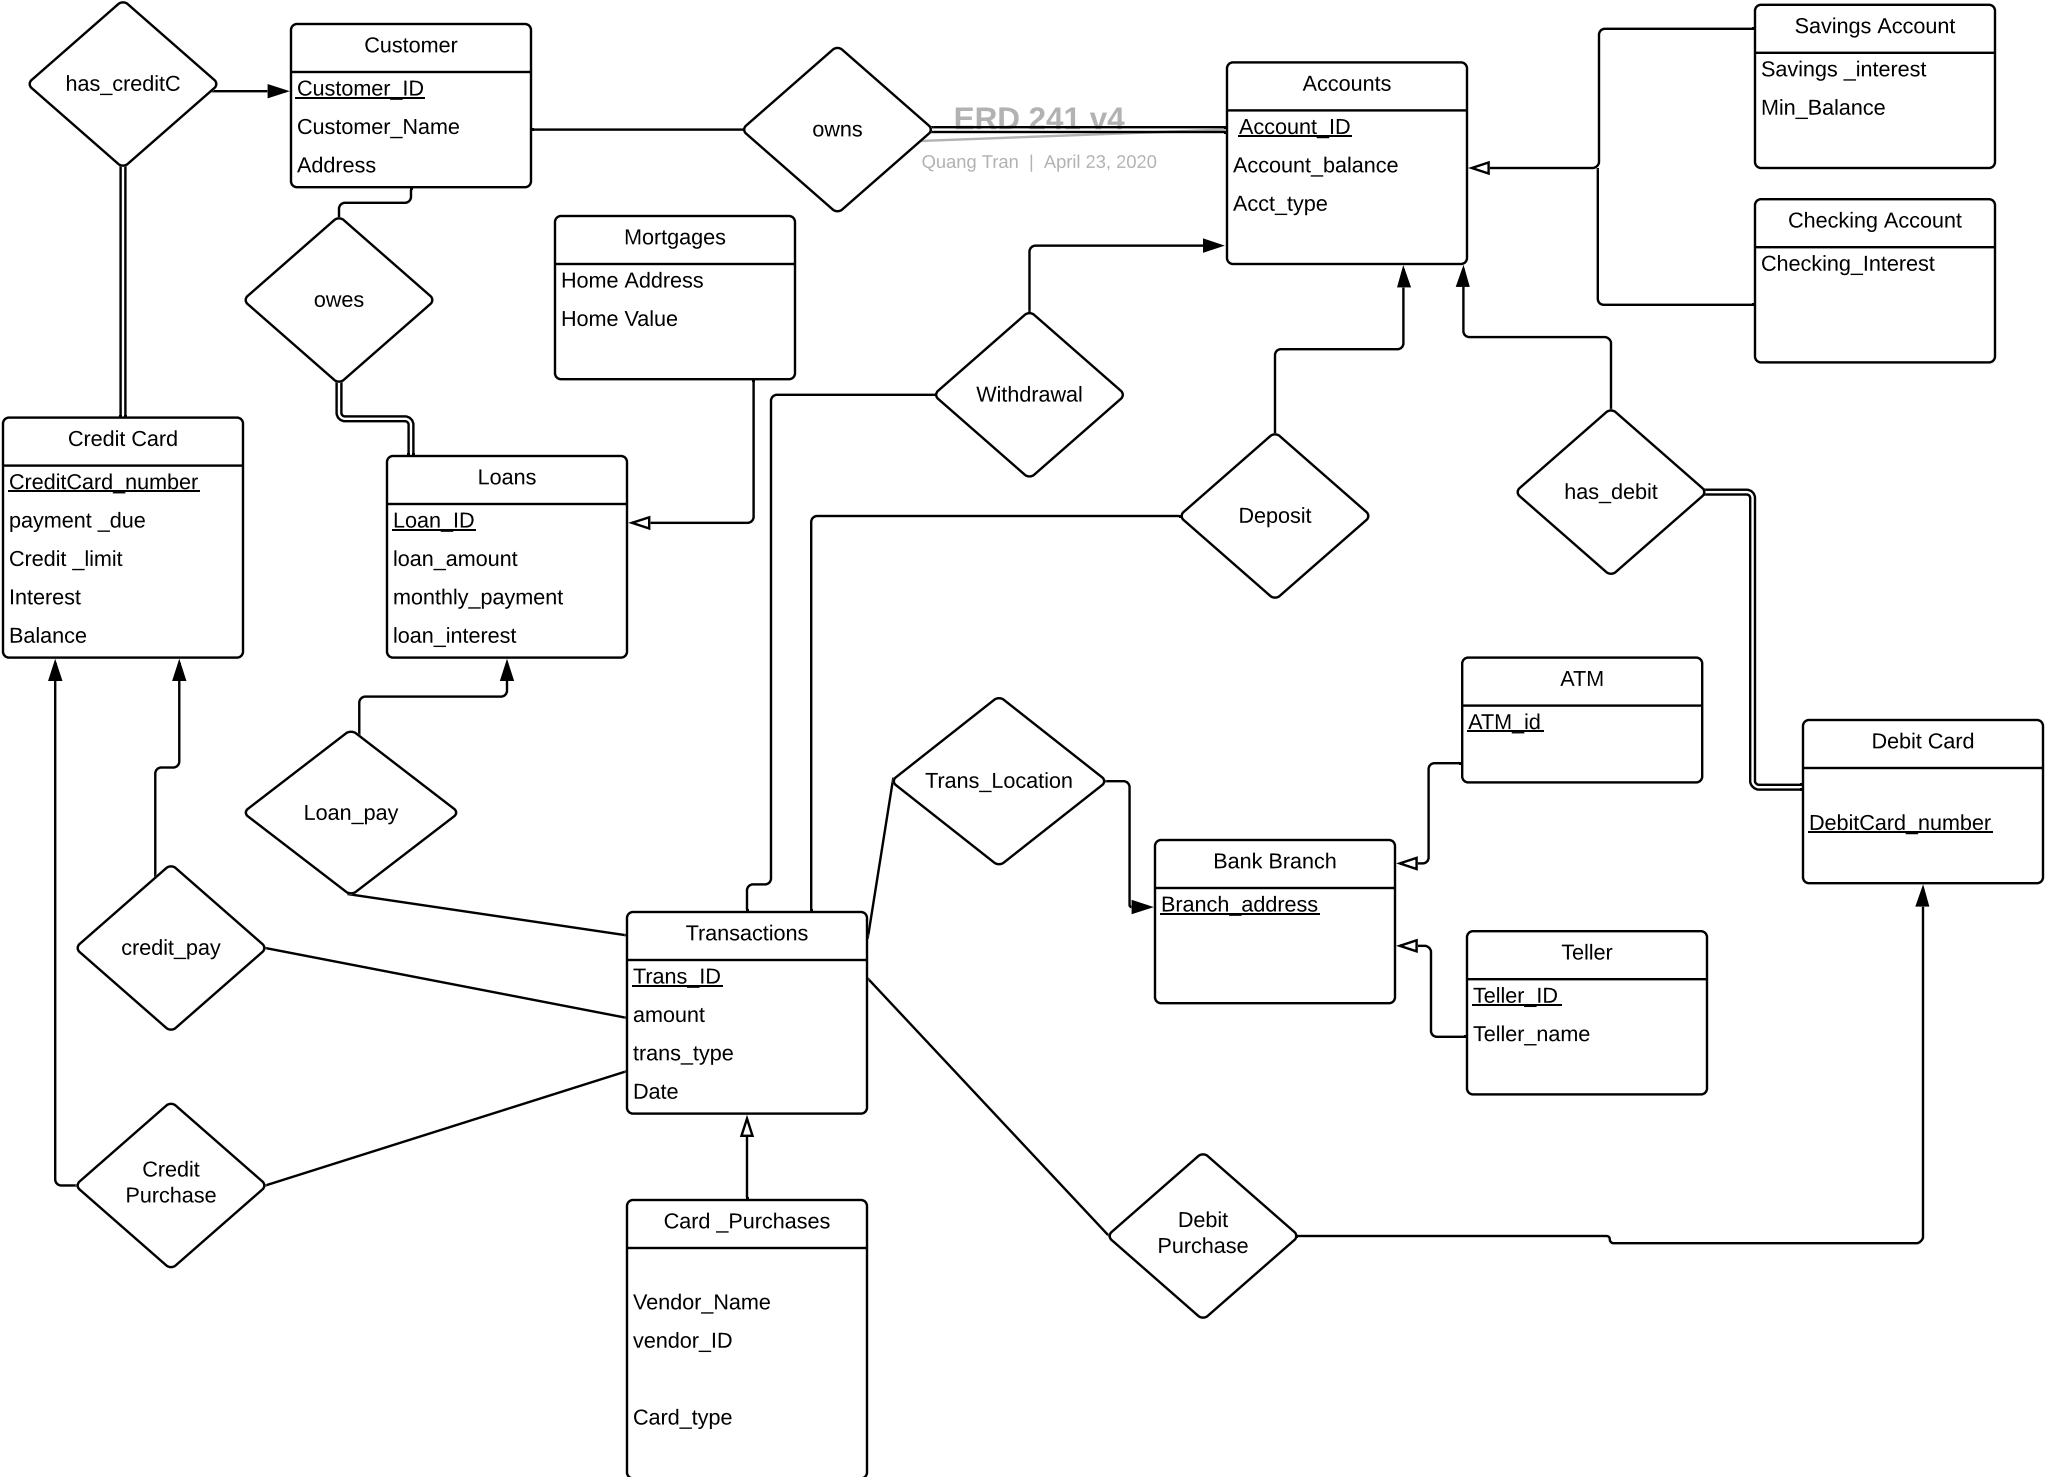 has_creditC
Customer
Customer_ID
Customer_Name
Address
owns
ERD 241 v4
Quang Tran | April 23, 2020
Accounts
Account_ID
Account_balance
Acct_type
Savings Account
Savings _interest
Min_Balance
Checking Account
Checking_Interest
owes
Mortgages
Home Address
Home Value
Withdrawal
Deposit
has_debit
Credit Card
CreditCard_number
payment _due
Credit _limit
Interest
Balance
Loans
Loan_ID
loan_amount
monthly_payment
loan_interest
ATM
ATM_id
Debit Card
DebitCard_number
Trans_Location
Loan_pay
Bank Branch
Branch_address
credit_pay
Transactions
Trans_ID
amount
trans_type
Date
Teller
Teller_ID
Teller_name
Credit
Purchase
Debit
Purchase
Card _Purchases
Vendor_Name
vendor_ID
Card_type